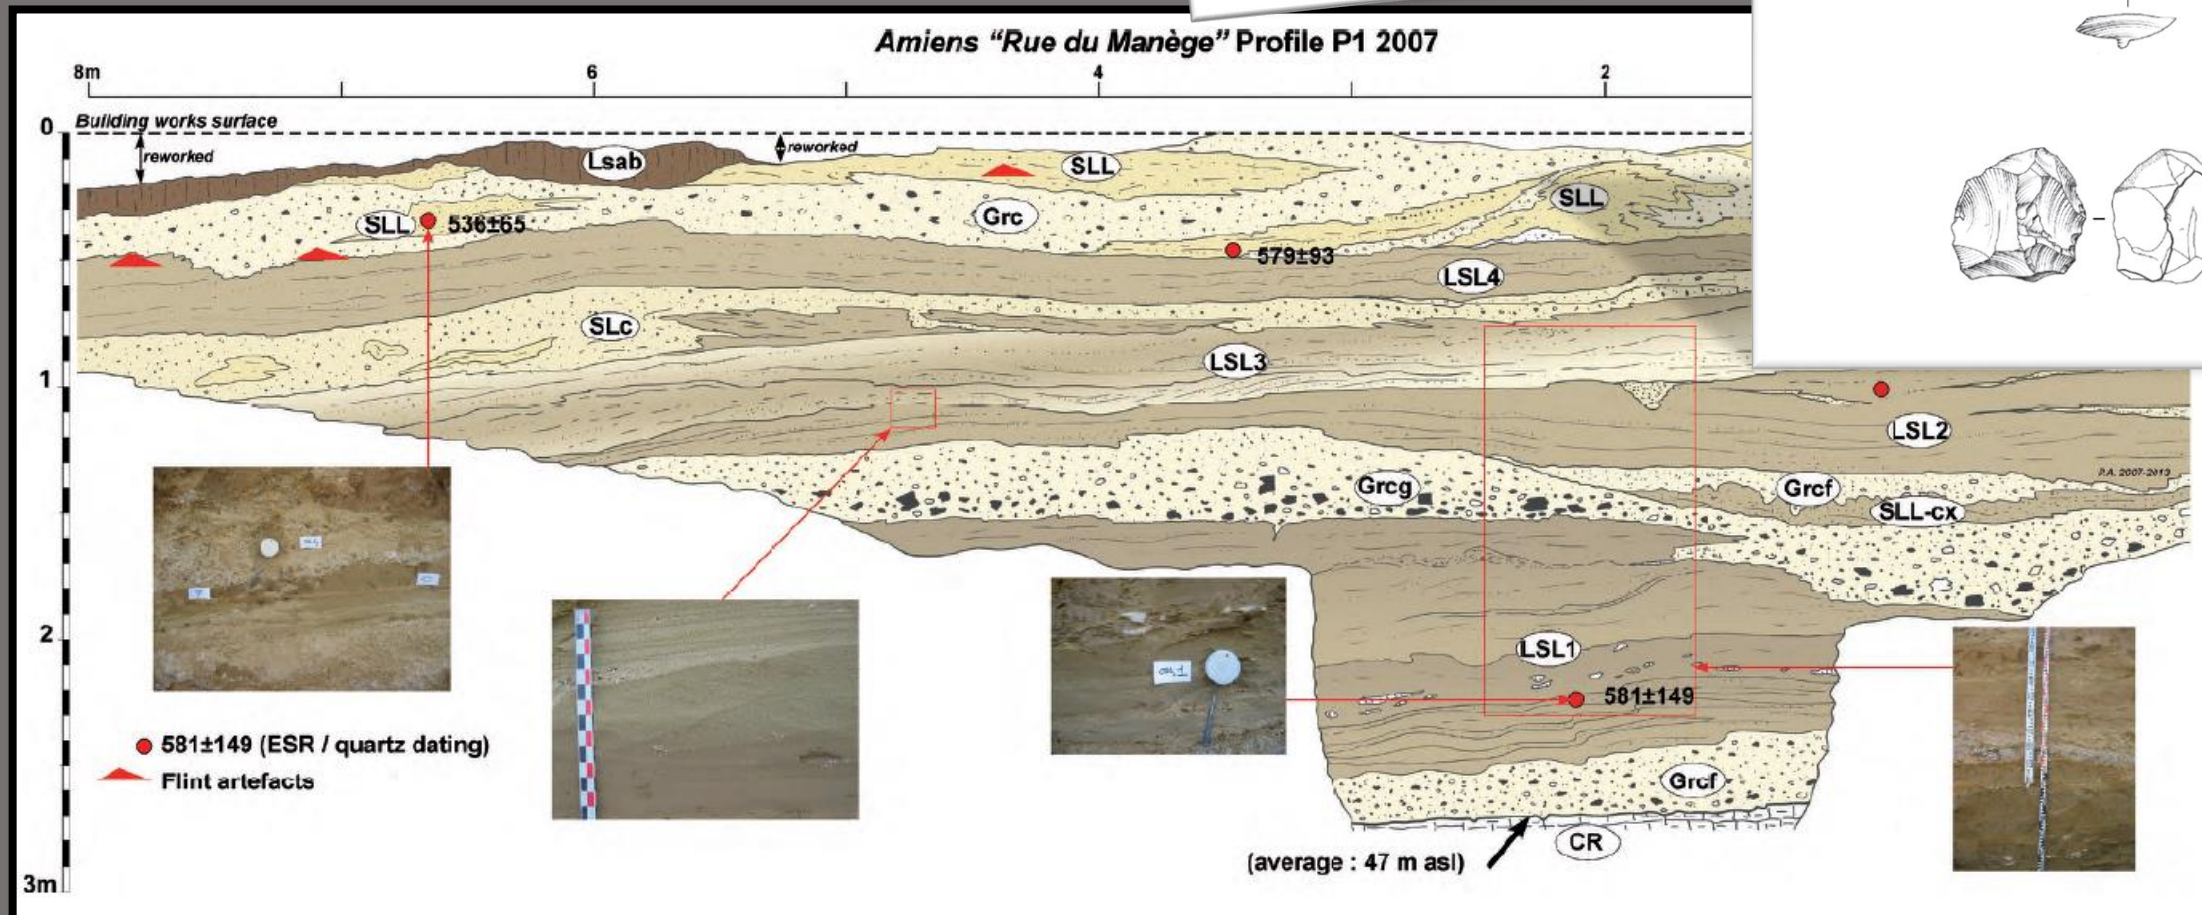 Amiens “Rue du Manège” Profile P1 2007
8m 6 4 2
0
Building works surface
reworked
reworked
Lsab
SLL
SLL
SLL
536±65
Grc
579±93
LSL4
SLc
LSL3
1
LSL2
P.A. 2007-2013
Grcg
Grcf
SLL-cx
2
LSL1
581±149
581±149 (ESR / quartz dating)
Flint artefacts
Grcf
CR
(average : 47 m asl)
3m